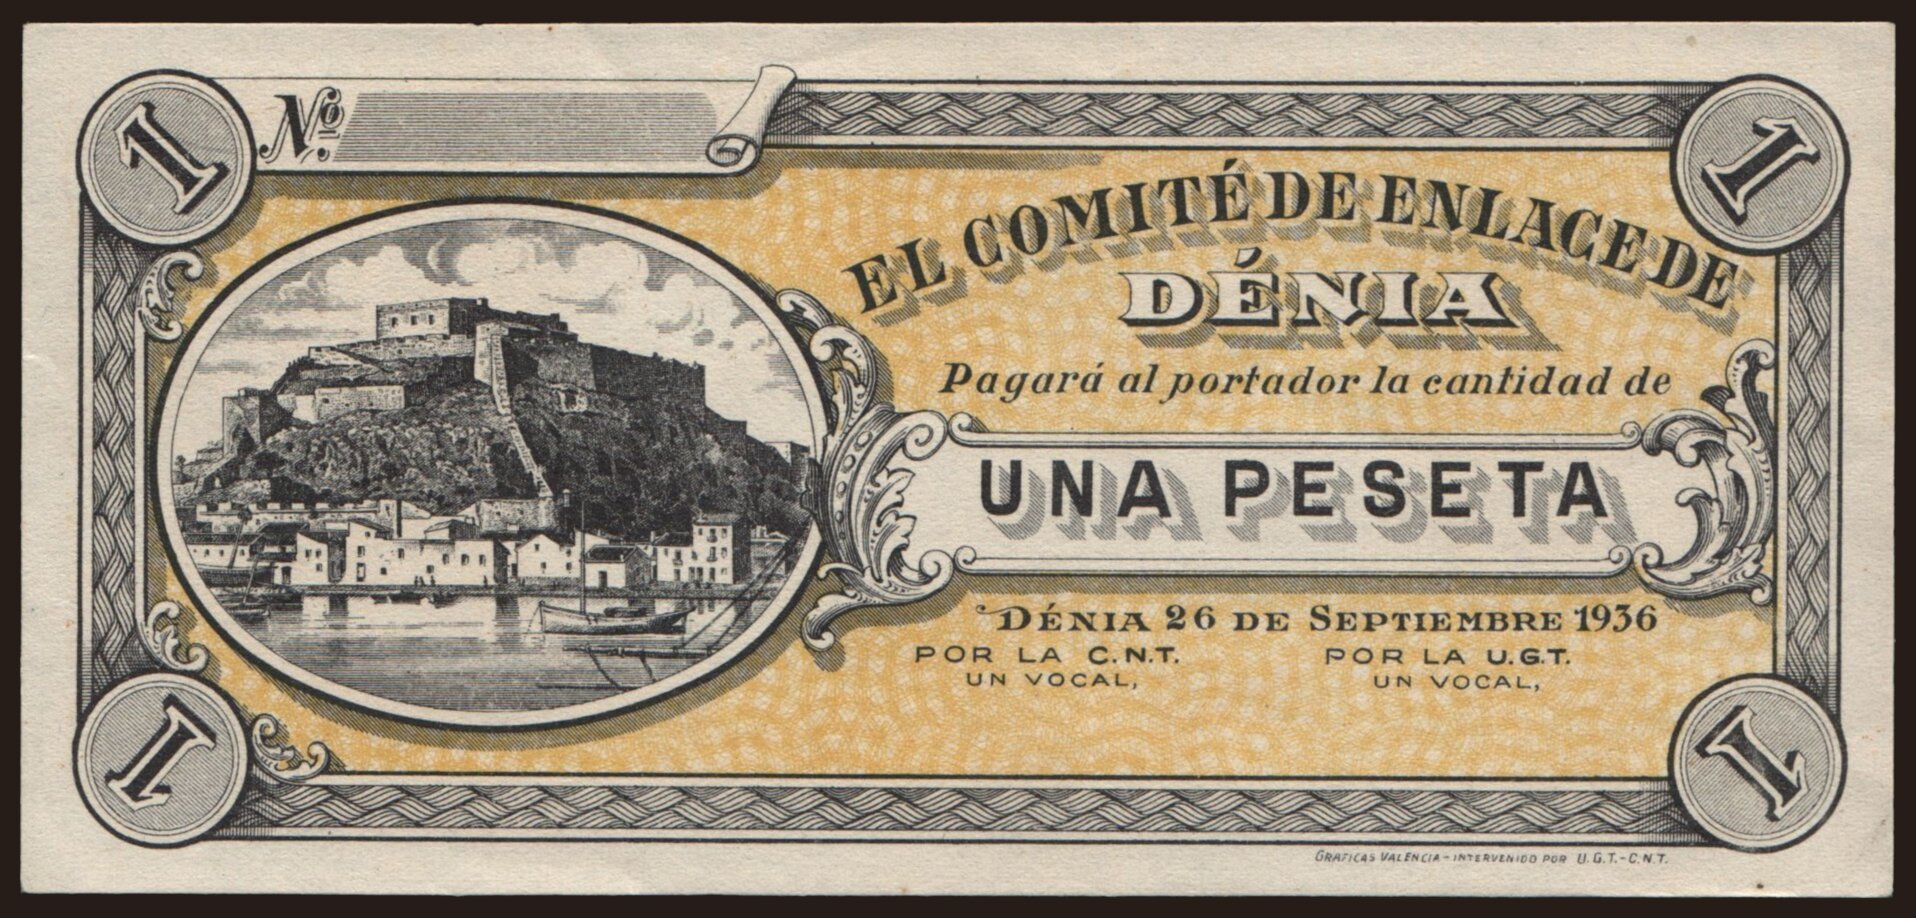 1
Nº
1
EL COMITÉ DE ENLACE DE
DÉNIA
Pagará al portador la cantidad de
UNA PESETA
DÉNIA 26 DE SEPTIEMBRE 1936
POR LA C.N.T. POR LA U.G.T.
UN VOCAL, UN VOCAL,
1
1
GRAFICAS VALENCIA - INTERVENIDO POR U.G.T.-C.N.T.